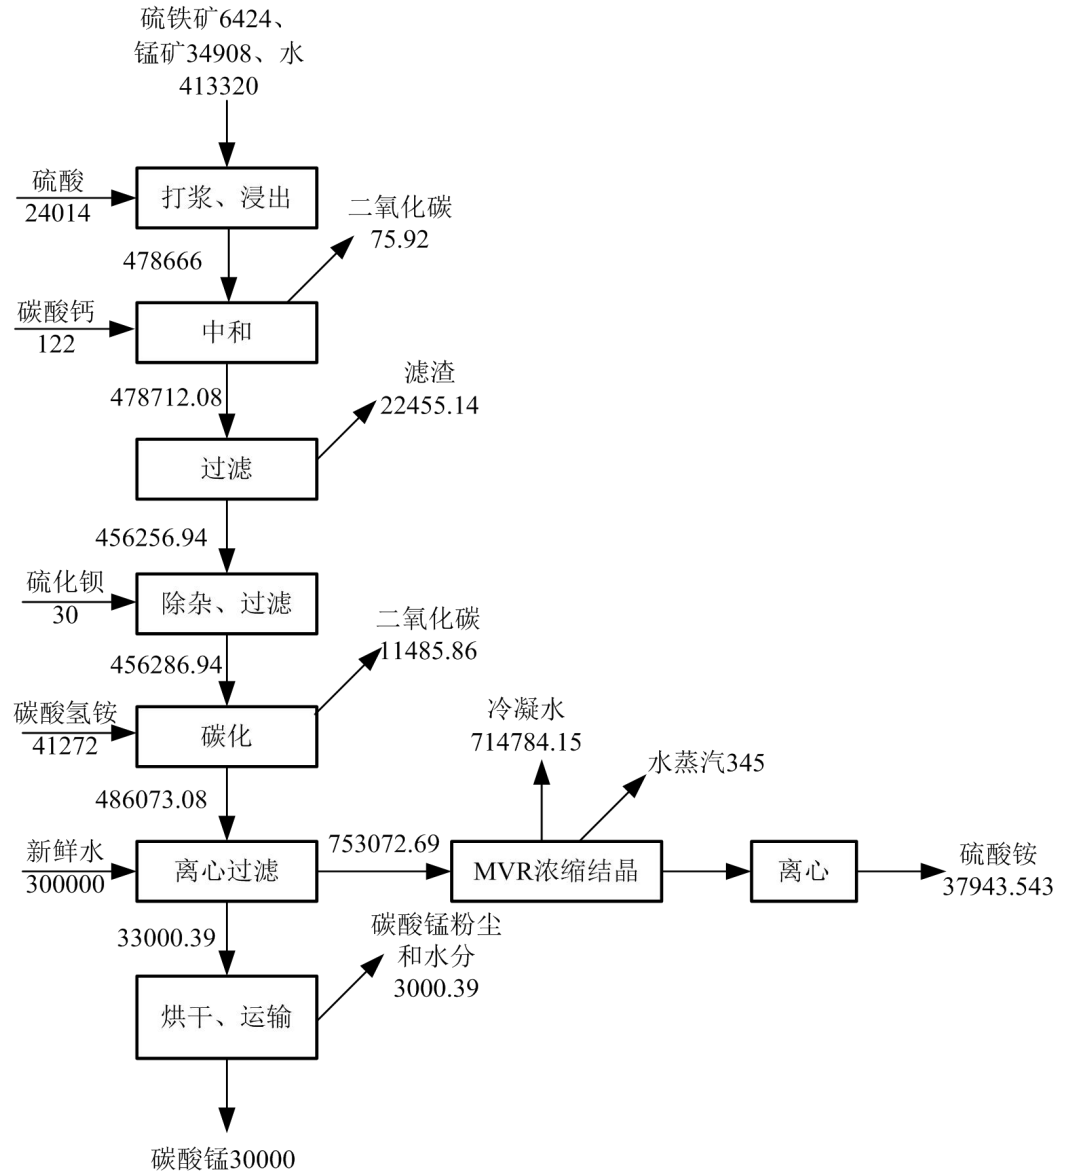 硫铁矿6424、
锰矿34908、水
413320
硫酸
24014
打浆、浸出
二氧化碳
75.92
478666
碳酸钙
122
中和
滤渣
22455.14
478712.08
过滤
456256.94
硫化钡
30
除杂、过滤
二氧化碳
11485.86
456286.94
碳酸氢铵
41272
碳化
冷凝水
714784.15
水蒸汽345
486073.08
新鲜水
300000
离心过滤
753072.69
MVR浓缩结晶
离心
硫酸铵
37943.543
33000.39
碳酸锰粉尘
和水分
3000.39
烘干、运输
碳酸锰30000